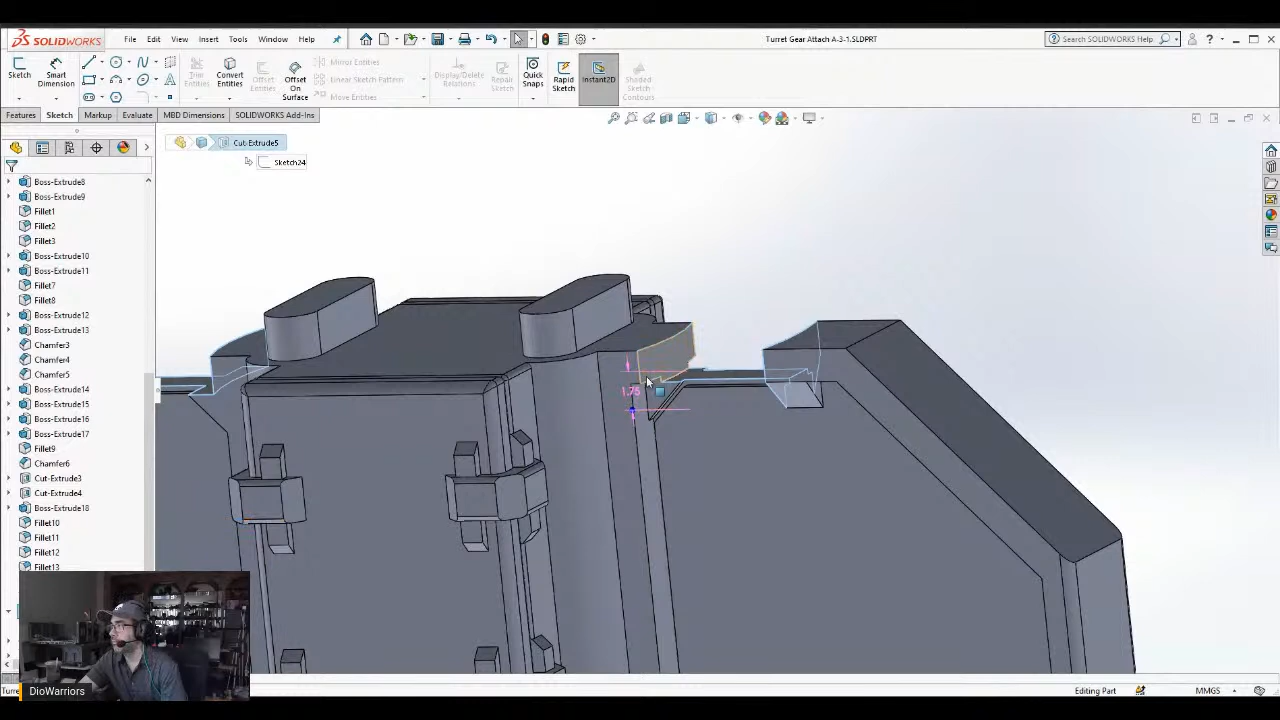 SOLIDWORKS File Edit View Insert Tools Window Help Turret Gear Attach A-3-1.SLDPRT Search SOLIDWORKS Help ?
Sketch Smart Dimension Trim Entities Convert Entities Offset Entities Offset On Surface Mirror Entities Linear Sketch Pattern Move Entities Display/Delete Relations Repair Sketch Quick Snaps Rapid Sketch Instant2D Shaded Sketch Contours
Features Sketch Markup Evaluate MBD Dimensions SOLIDWORKS Add-Ins
Cut-Extrude5
Sketch24
Boss-Extrude8
Boss-Extrude9
Fillet1
Fillet2
Fillet3
Boss-Extrude10
Boss-Extrude11
Fillet7
Fillet8
Boss-Extrude12
Boss-Extrude13
Chamfer3
Chamfer4
Chamfer5
Boss-Extrude14
Boss-Extrude15
Boss-Extrude16
Boss-Extrude17
Fillet9
Chamfer6
Cut-Extrude3
Cut-Extrude4
Boss-Extrude18
Fillet10
Fillet11
Fillet12
Fillet13
1.75
DioWarriors
Editing Part MMGS